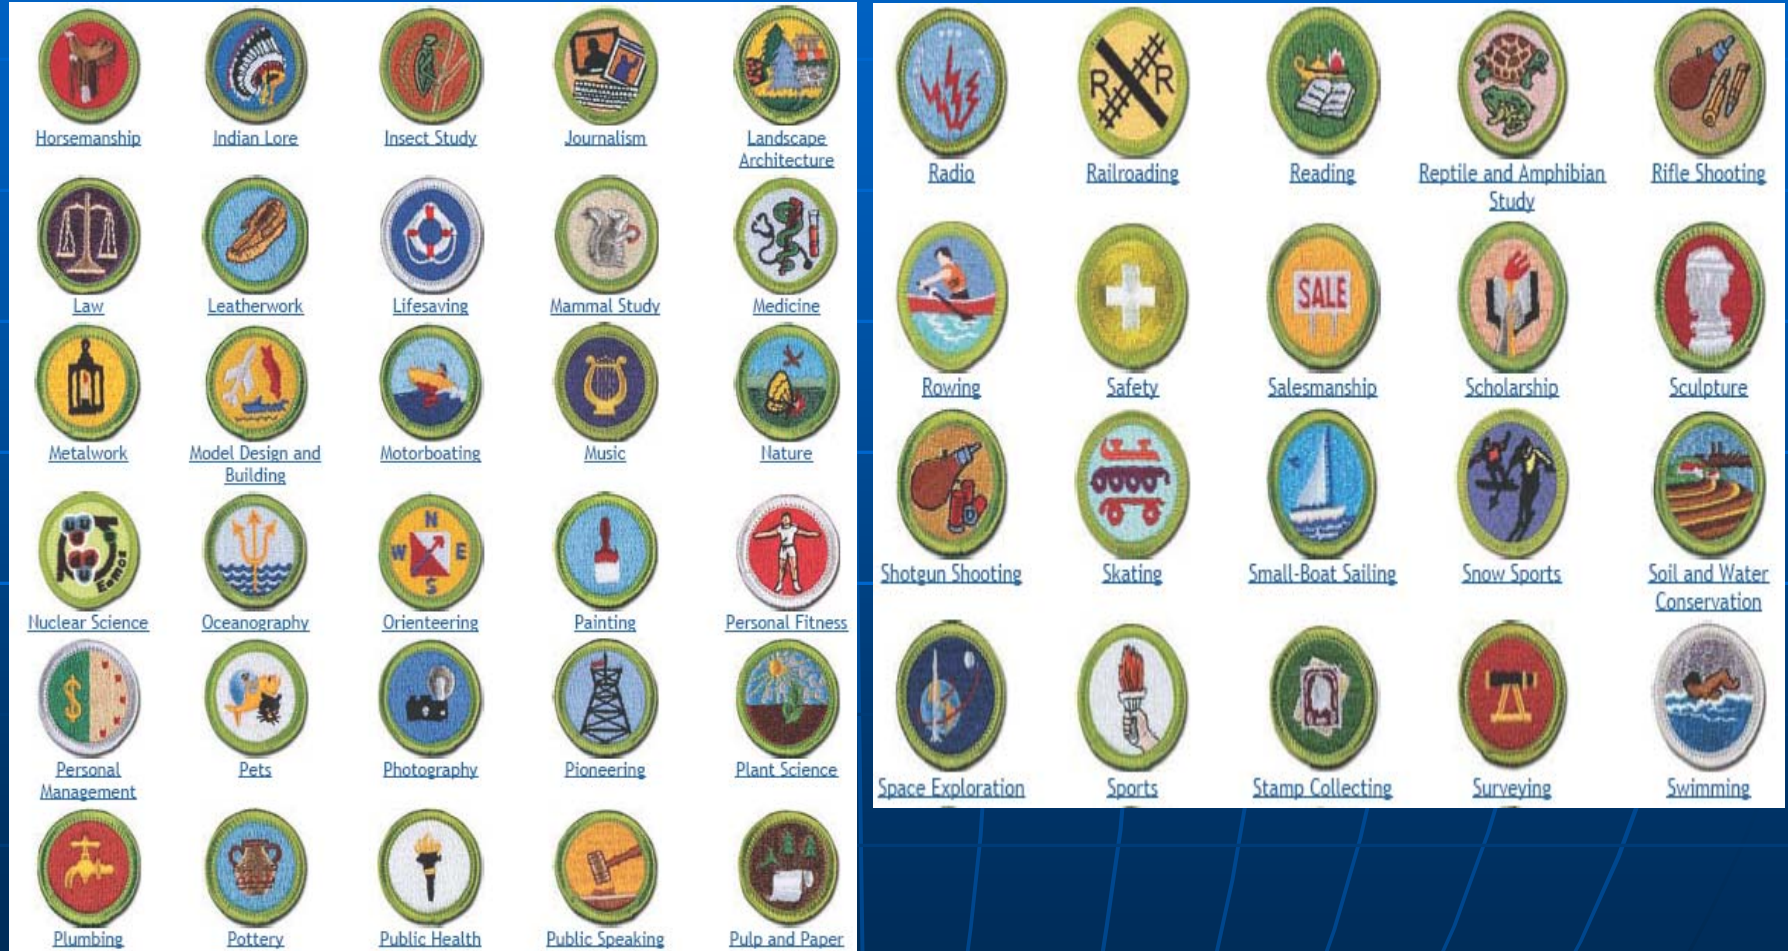 Horsemanship
Indian Lore
Insect Study
Journalism
Landscape
Architecture
Law
Leatherwork
Lifesaving
Mammal Study
Medicine
Metalwork
Model Design and
Building
Motorboating
Music
Nature
N
W E
S
Nuclear Science
Oceanography
Orienteering
Painting
Personal Fitness
$
Personal
Management
Pets
Photography
Pioneering
Plant Science
Plumbing
Pottery
Public Health
Public Speaking
Pulp and Paper
R R
Radio
Railroading
Reading
Reptile and Amphibian
Study
Rifle Shooting
SALE
Rowing
Safety
Salesmanship
Scholarship
Sculpture
Shotgun Shooting
Skating
Small-Boat Sailing
Snow Sports
Soil and Water
Conservation
Space Exploration
Sports
Stamp Collecting
Surveying
Swimming